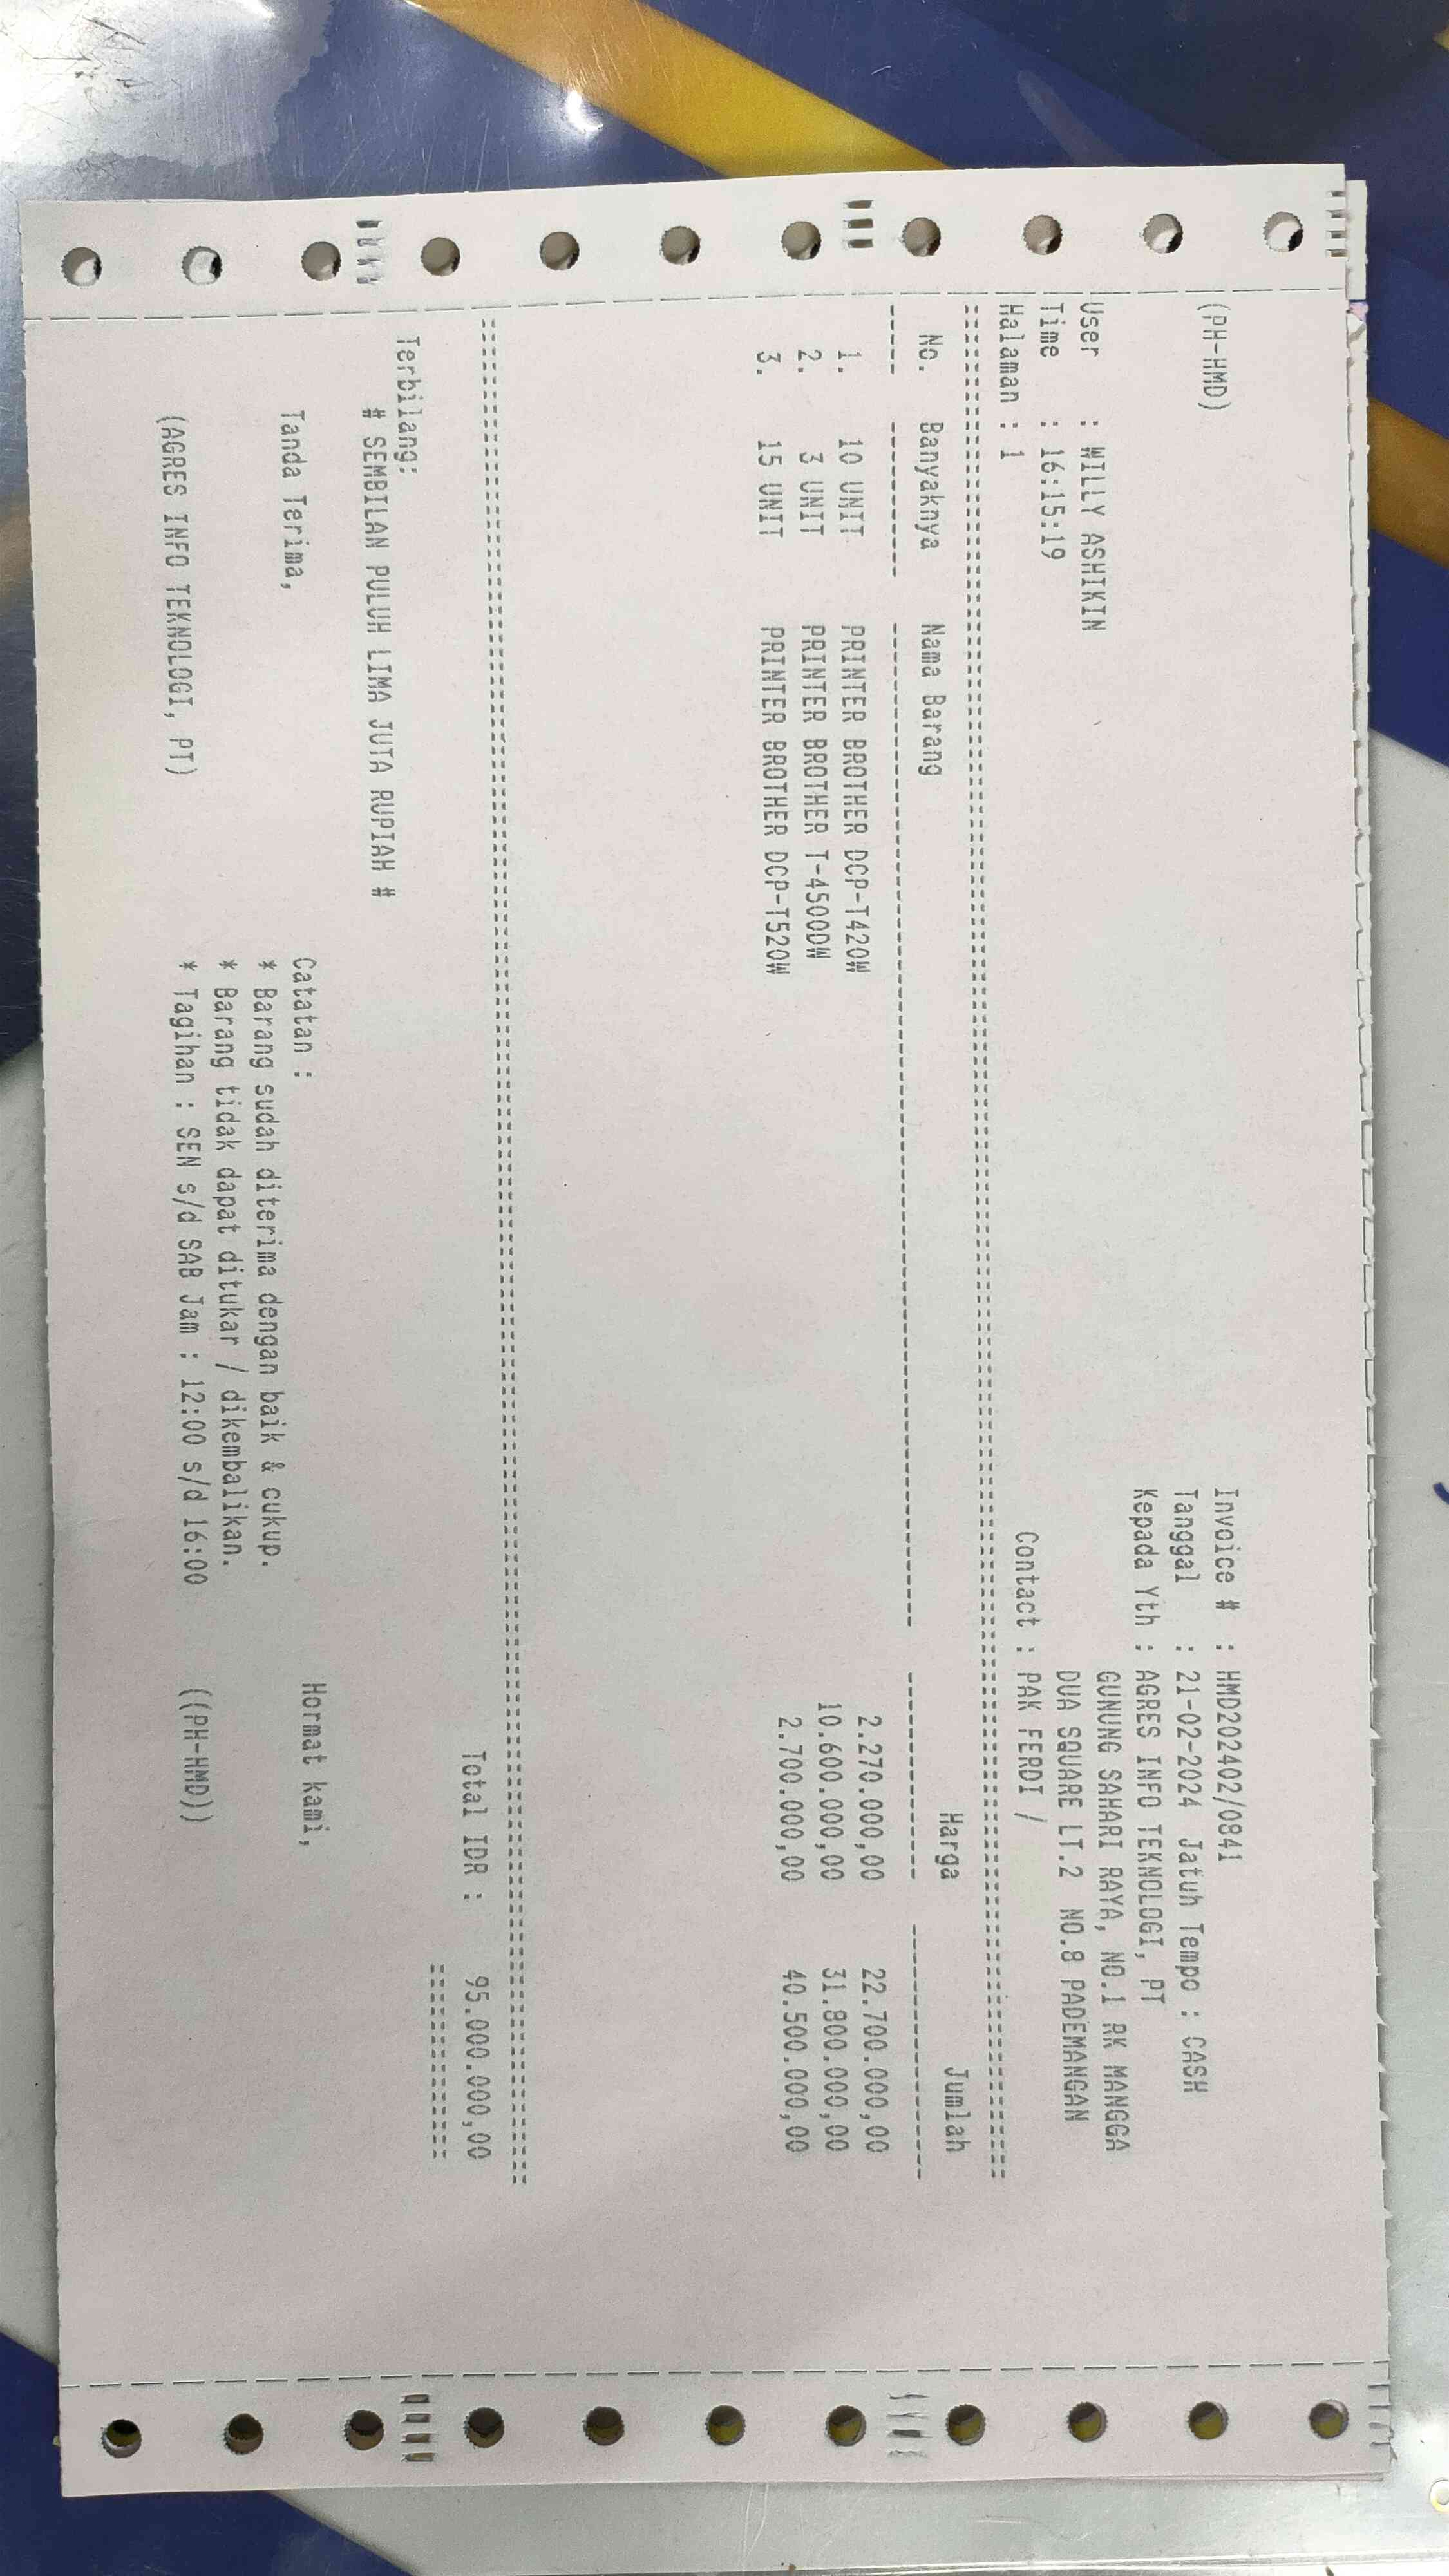 (PH-HMD)
Invoice # : HMD202402/0841
Tanggal : 21-02-2024 Jatuh Tempo : CASH
Kepada Yth : AGRES INFO TEKNOLOGI, PT
User : WILLY ASHIKIN GUNUNG SAHARI RAYA, NO.1 RK MANGGA
Time : 16:15:19 DUA SQUARE LT.2 NO.8 PADEMANGAN
Halaman : 1 Contact : PAK FERDI /
No. Banyaknya Nama Barang Harga Jumlah
1. 10 UNIT PRINTER BROTHER DCP-T420W 2.270.000,00 22.700.000,00
2. 3 UNIT PRINTER BROTHER T-4500DW 10.600.000,00 31.800.000,00
3. 15 UNIT PRINTER BROTHER DCP-T520W 2.700.000,00 40.500.000,00
Total IDR : 95.000.000,00
Terbilang:
# SEMBILAN PULUH LIMA JUTA RUPIAH #
Tanda Terima,
Catatan :
Hormat kami,
* Barang sudah diterima dengan baik & cukup.
* Barang tidak dapat ditukar / dikembalikan.
* Tagihan : SEN s/d SAB Jam : 12:00 s/d 16:00
(AGRES INFO TEKNOLOGI, PT)
((PH-HMD))